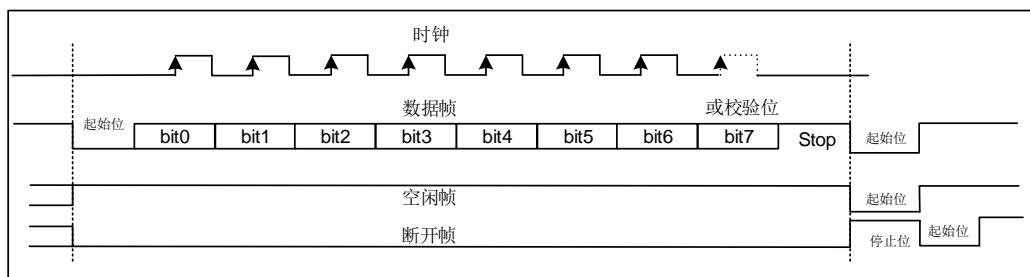 时钟
数据帧 或校验位
起始位 bit0 bit1 bit2 bit3 bit4 bit5 bit6 bit7 Stop 起始位
空闲帧 起始位
断开帧 停止位 起始位